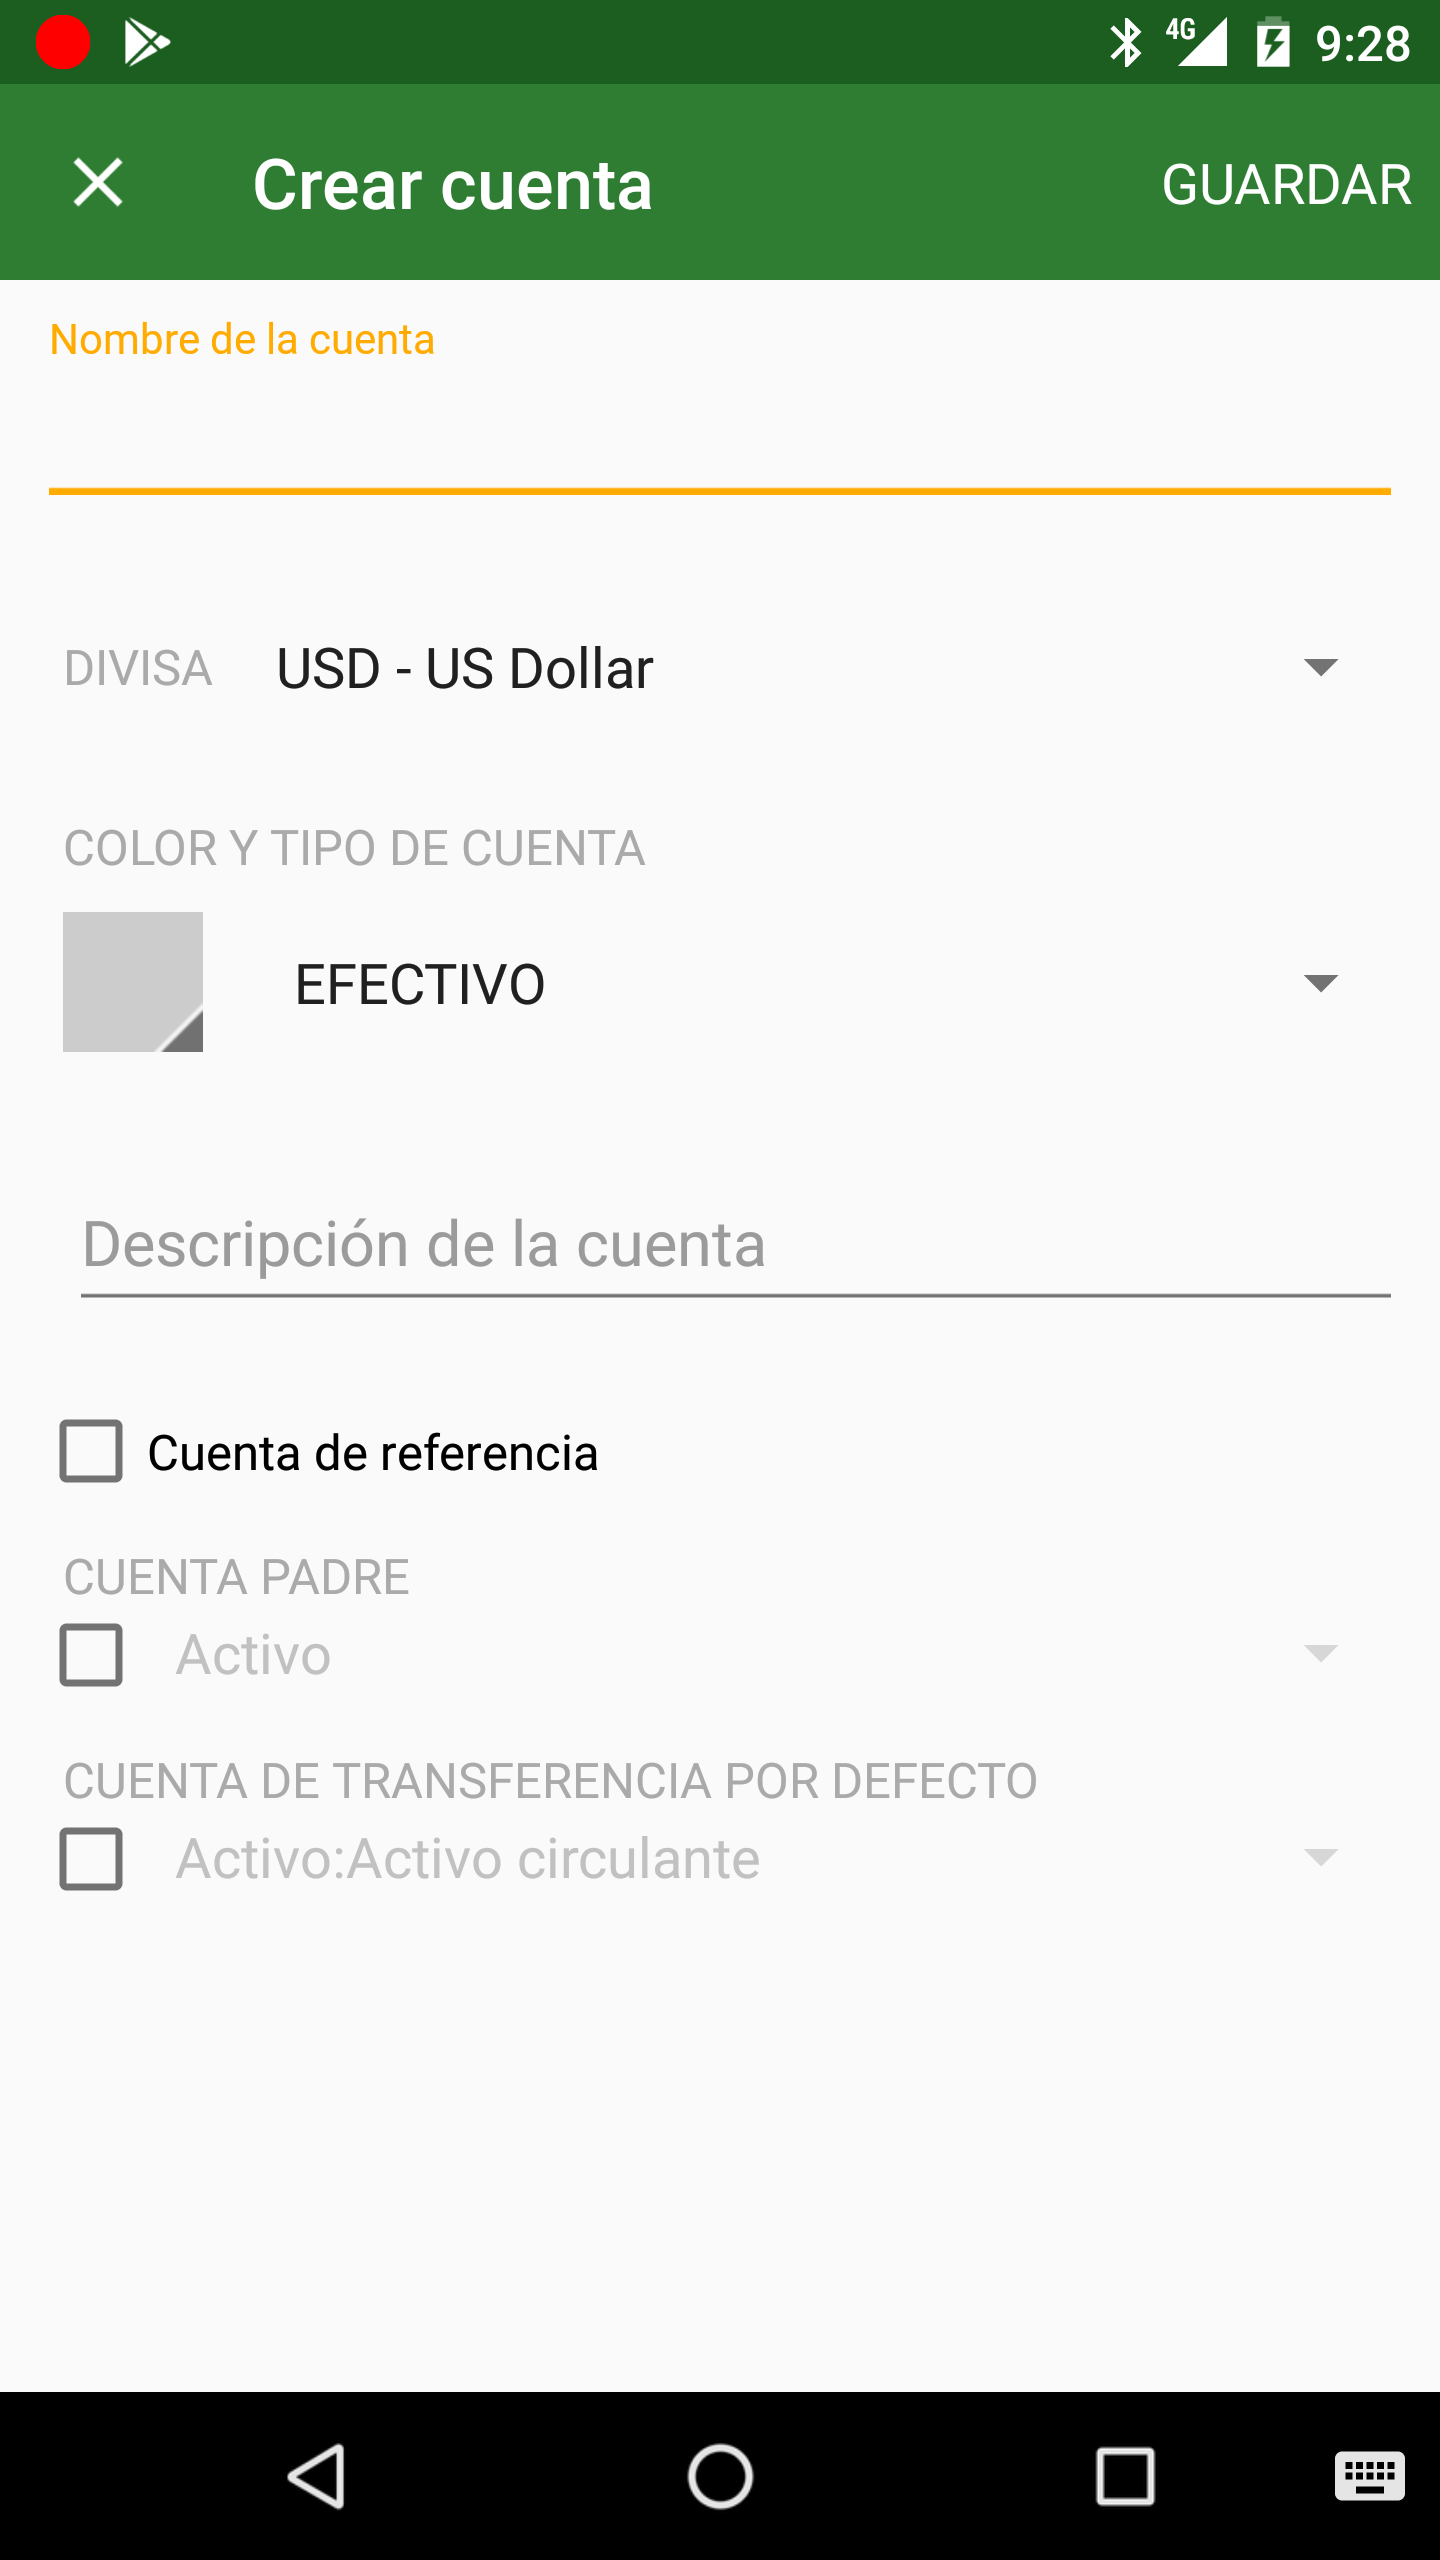 4G 9:28
Crear cuenta GUARDAR
Nombre de la cuenta
DIVISA USD - US Dollar
COLOR Y TIPO DE CUENTA
EFECTIVO
Descripción de la cuenta
Cuenta de referencia
CUENTA PADRE
Activo
CUENTA DE TRANSFERENCIA POR DEFECTO
Activo:Activo circulante